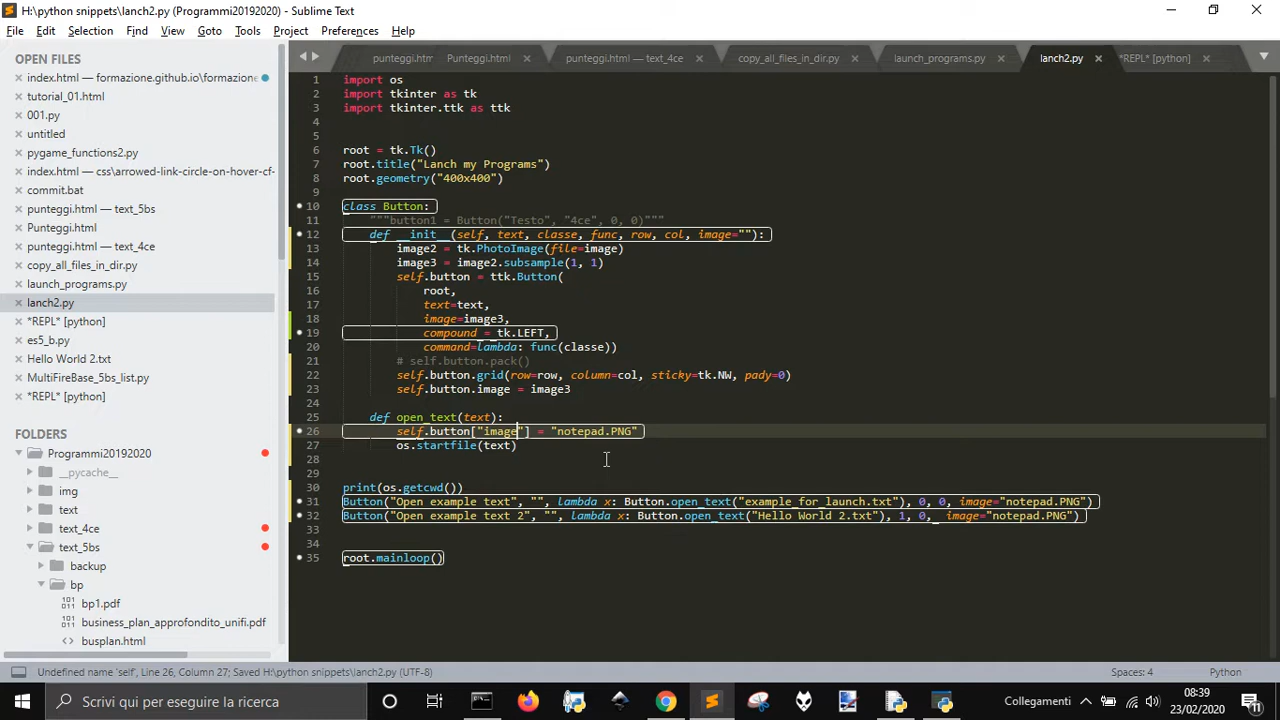 H:\python snippets\lanch2.py (Programmi20192020) - Sublime Text
File Edit Selection Find View Goto Tools Project Preferences Help
OPEN FILES
index.html — formazione.github.io\formazione
tutorial_01.html
001.py
untitled
pygame_functions2.py
index.html — css\arrowed-link-circle-on-hover-cf-
commit.bat
punteggi.html — text_5bs
Punteggi.html
punteggi.html — text_4ce
copy_all_files_in_dir.py
launch_programs.py
lanch2.py
*REPL* [python]
es5_b.py
Hello World 2.txt
MultiFireBase_5bs_list.py
*REPL* [python]
FOLDERS
Programmi20192020
__pycache__
img
text
text_4ce
text_5bs
backup
bp
bp1.pdf
business_plan_approfondito_unifi.pdf
busplan.html
punteggi.htm Punteggi.html punteggi.html — text_4ce copy_all_files_in_dir.py launch_programs.py lanch2.py *REPL* [python]
1 import os
2 import tkinter as tk
3 import tkinter.ttk as ttk
4
5
6 root = tk.Tk()
7 root.title("Lanch my Programs")
8 root.geometry("400x400")
9
10 class Button:
11 """button1 = Button("Testo", "4ce", 0, 0)"""
12 def __init__(self, text, classe, func, row, col, image=""):
13 image2 = tk.PhotoImage(file=image)
14 image3 = image2.subsample(1, 1)
15 self.button = ttk.Button(
16 root,
17 text=text,
18 image=image3,
19 compound = tk.LEFT,
20 command=lambda: func(classe))
21 # self.button.pack()
22 self.button.grid(row=row, column=col, sticky=tk.NW, pady=0)
23 self.button.image = image3
24
25 def open_text(text):
26 self.button["image"] = "notepad.PNG"
27 os.startfile(text)
28
29
30 print(os.getcwd())
31 Button("Open example text", "", lambda x: Button.open_text("example_for_launch.txt"), 0, 0, image="notepad.PNG")
32 Button("Open example text 2", "", lambda x: Button.open_text("Hello World 2.txt"), 1, 0, image="notepad.PNG")
33
34
35 root.mainloop()
Undefined name 'self', Line 26; Column 27; Saved H:\python snippets\lanch2.py (UTF-8) Spaces: 4 Python
Scrivi qui per eseguire la ricerca
Collegamenti
08:39
23/02/2020
11